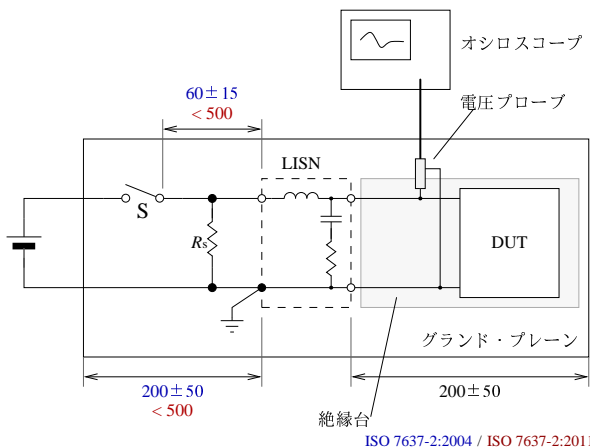 オシロスコープ
60±15
< 500
電圧プローブ
LISN
S
Rs
DUT
グランド・プレーン
200±50
< 500
200±50
絶縁台
ISO 7637-2:2004 / ISO 7637-2:2011